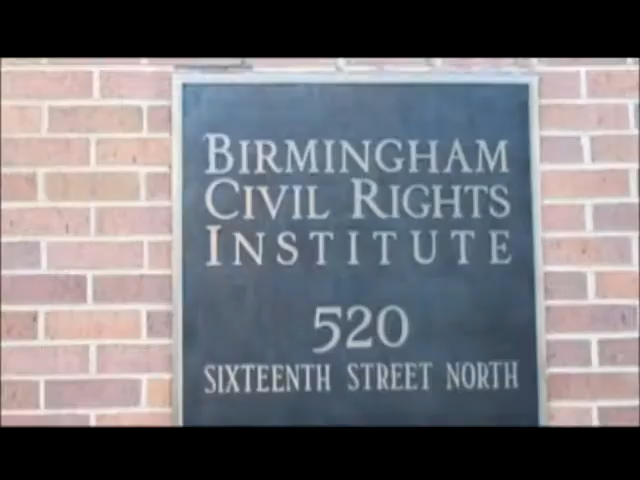 BIRMINGHAM
CIVIL RIGHTS
INSTITUTE
520
SIXTEENTH STREET NORTH